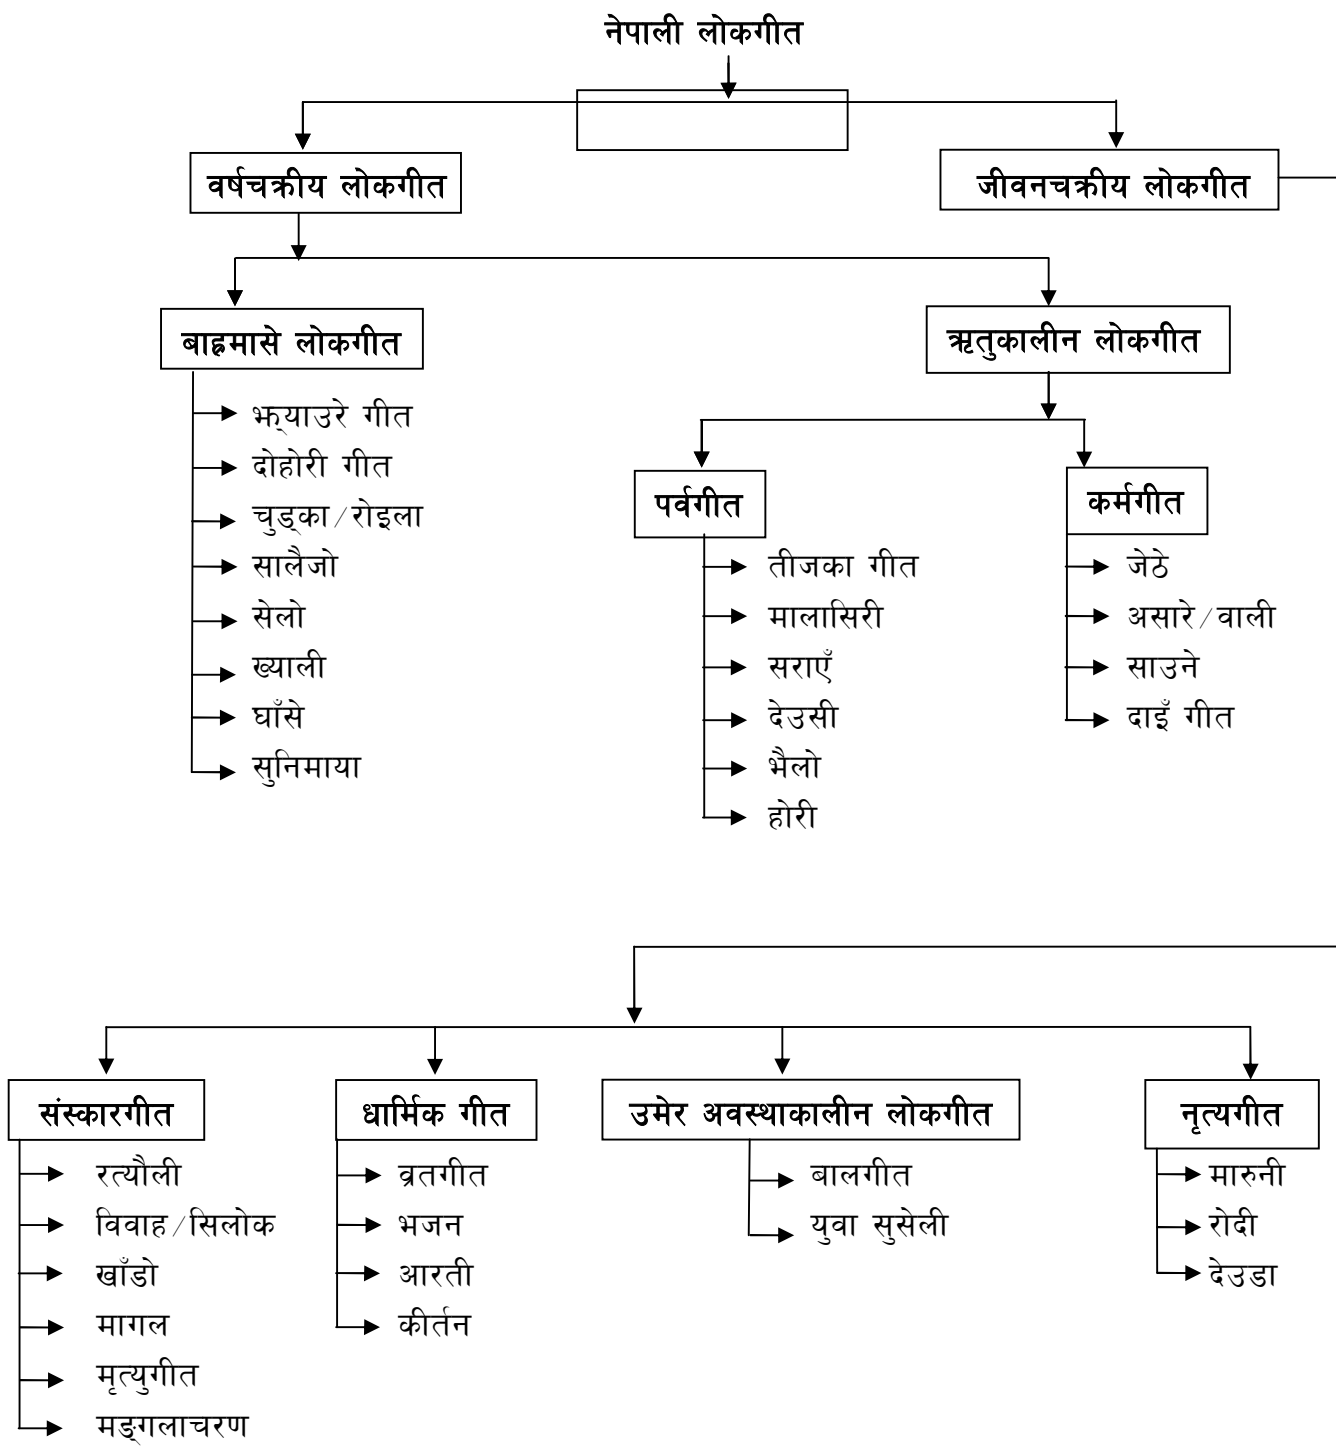 नेपाली लोकगीत
वर्षचक्रीय लोकगीत
जीवनचक्रीय लोकगीत
बाह्रमासे लोकगीत
झ्याउरे गीत
दोहोरी गीत
चुड्का/रोइला
सालैजो
सेलो
ख्याली
घाँसे
सुनिमाया
ऋतुकालीन लोकगीत
पर्वगीत
तीजका गीत
मालासिरी
सराएँ
देउसी
भैलो
होरी
कर्मगीत
जेठे
असारे/वाली
साउने
दाइँ गीत
संस्कारगीत
रत्यौली
विवाह/सिलोक
खाँडो
मागल
मृत्युगीत
मङ्गलाचरण
धार्मिक गीत
व्रतगीत
भजन
आरती
कीर्तन
उमेर अवस्थाकालीन लोकगीत
बालगीत
युवा सुसेली
नृत्यगीत
मारुनी
रोदी
देउडा